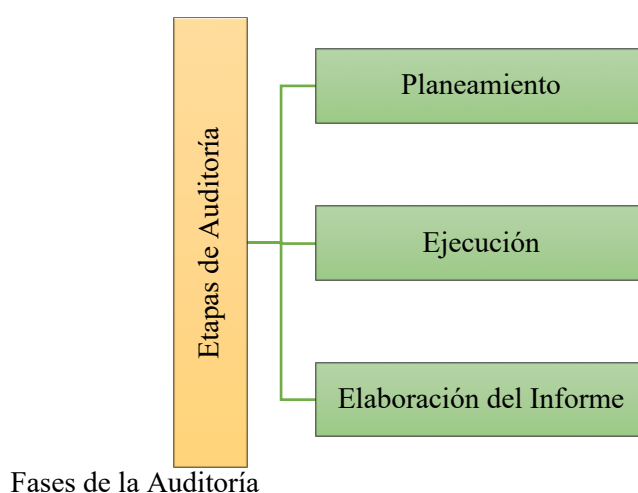 Etapas de Auditoría
Planeamiento
Ejecución
Elaboración del Informe
Fases de la Auditoría